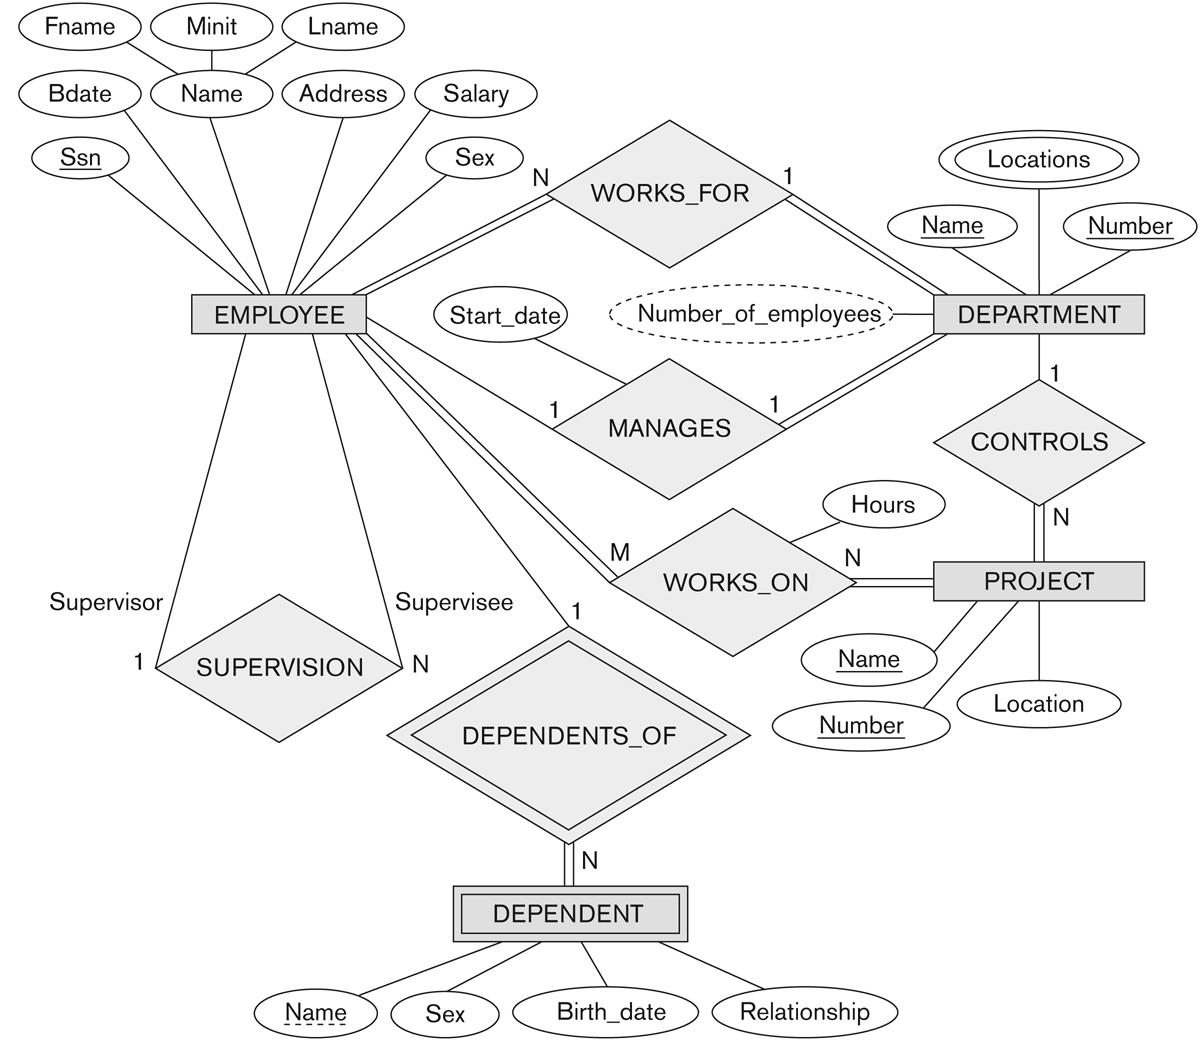 Fname
Minit
Lname
Bdate
Name
Address
Salary
Ssn
Sex
N
WORKS_FOR
1
Locations
Name
Number
EMPLOYEE
Start_date
Number_of_employees
DEPARTMENT
1
MANAGES
1
1
CONTROLS
N
Hours
M
WORKS_ON
N
PROJECT
Supervisor
Supervisee
1
SUPERVISION
N
1
Name
Number
Location
DEPENDENTS_OF
N
DEPENDENT
Name
Sex
Birth_date
Relationship